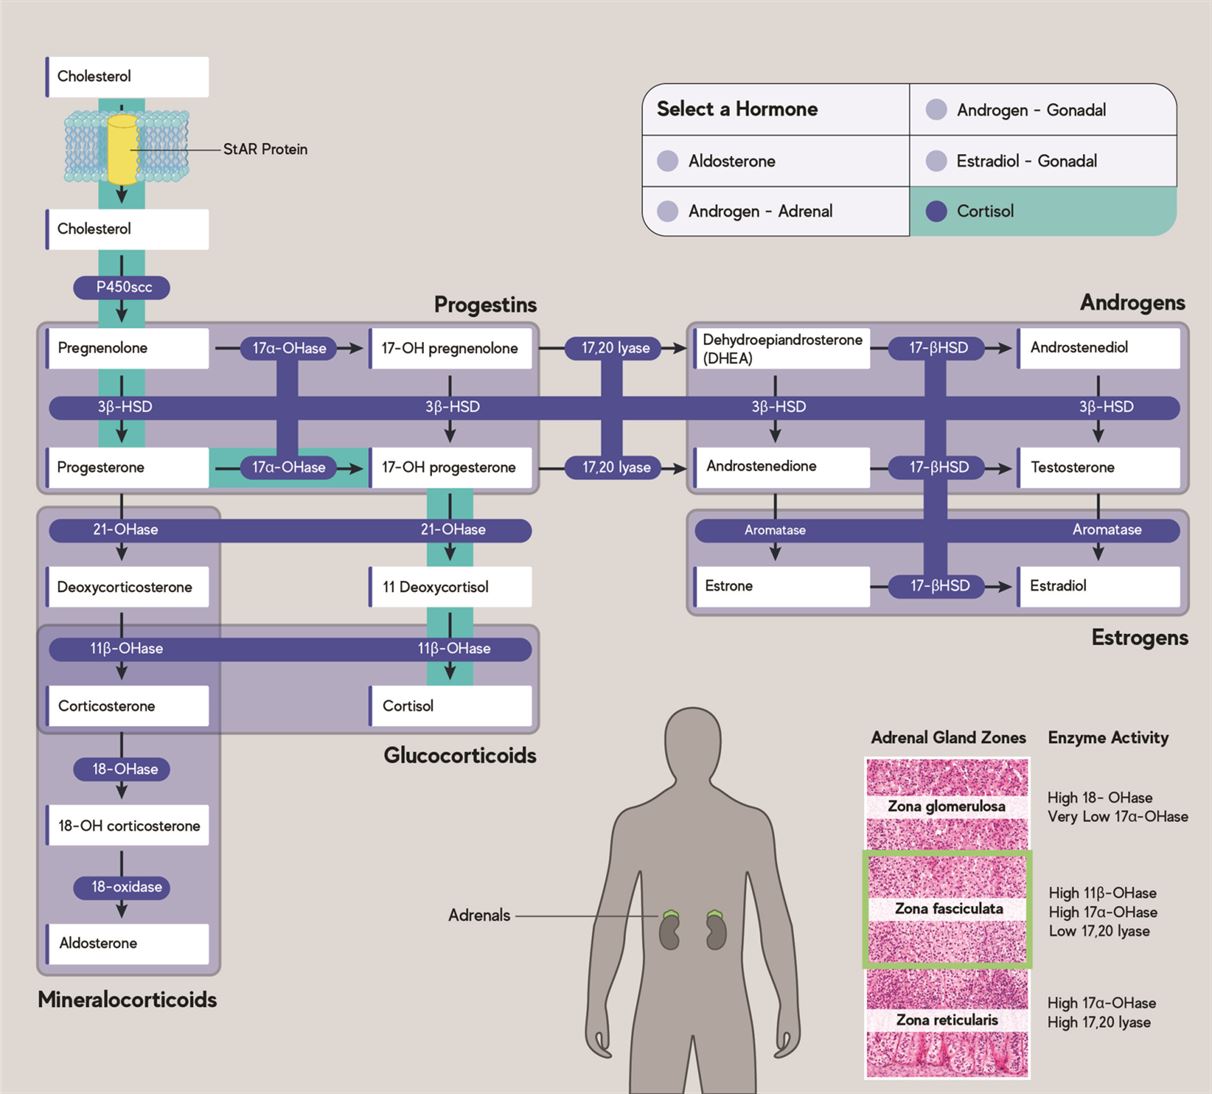 Cholesterol
StAR Protein
Cholesterol
P450scc
Select a Hormone
Androgen - Gonadal
Aldosterone
Estradiol - Gonadal
Androgen - Adrenal
Cortisol
Progestins
Androgens
Pregnenolone
17α-OHase
17-OH pregnenolone
17,20 lyase
Dehydroepiandrosterone
(DHEA)
17-βHSD
Androstenediol
3β-HSD
3β-HSD
3β-HSD
3β-HSD
Progesterone
17α-OHase
17-OH progesterone
17,20 lyase
Androstenedione
17-βHSD
Testosterone
21-OHase
21-OHase
Aromatase
Aromatase
Deoxycorticosterone
11 Deoxycortisol
Estrone
17-βHSD
Estradiol
Estrogens
11β-OHase
11β-OHase
Corticosterone
Cortisol
Glucocorticoids
18-OHase
18-OH corticosterone
18-oxidase
Aldosterone
Mineralocorticoids
Adrenals
Adrenal Gland Zones
Enzyme Activity
Zona glomerulosa
High 18- OHase
Very Low 17α-OHase
Zona fasciculata
High 11β-OHase
High 17α-OHase
Low 17,20 lyase
Zona reticularis
High 17α-OHase
High 17,20 lyase